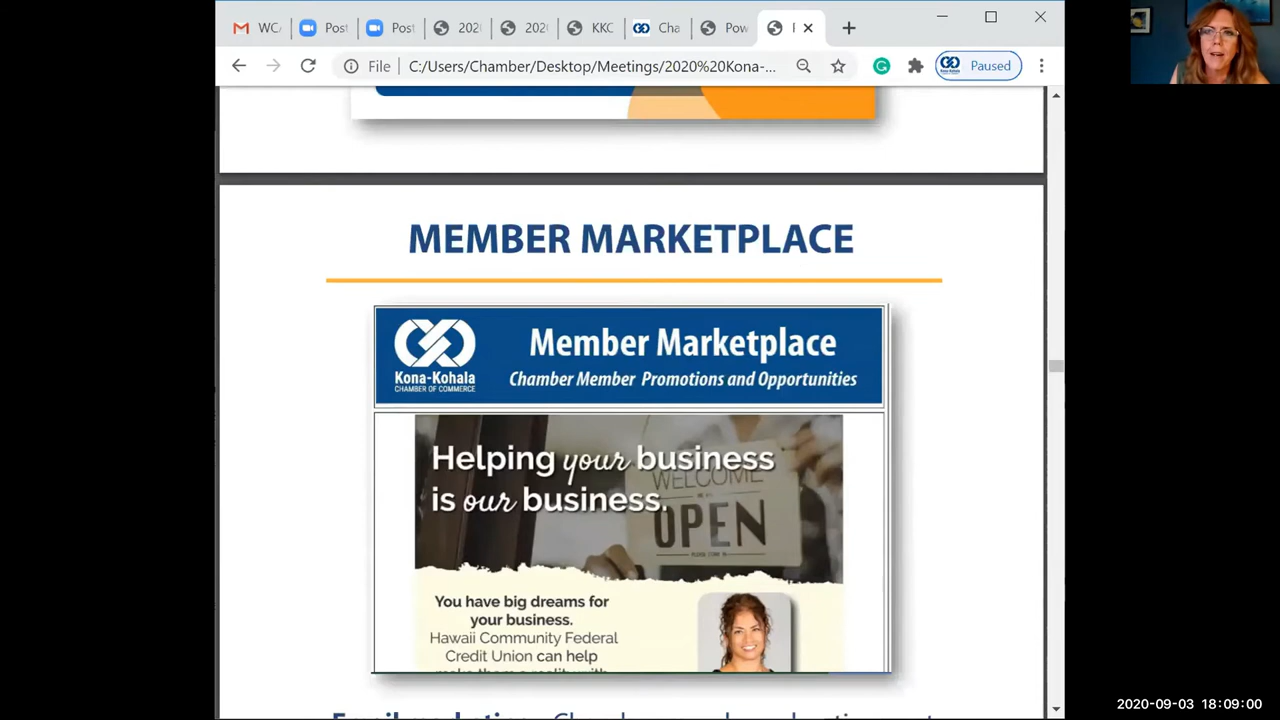 WC
Post
Post
202
202
KKC
Cha
Pow
File
C:/Users/Chamber/Desktop/Meetings/2020%20Kona-...
Paused
MEMBER MARKETPLACE
Kona-Kohala
CHAMBER OF COMMERCE
Member Marketplace
Chamber Member Promotions and Opportunities
Helping your business
is our business.
WELCOME
OPEN
You have big dreams for
your business.
Hawaii Community Federal
Credit Union can help
2020-09-03 18:09:00